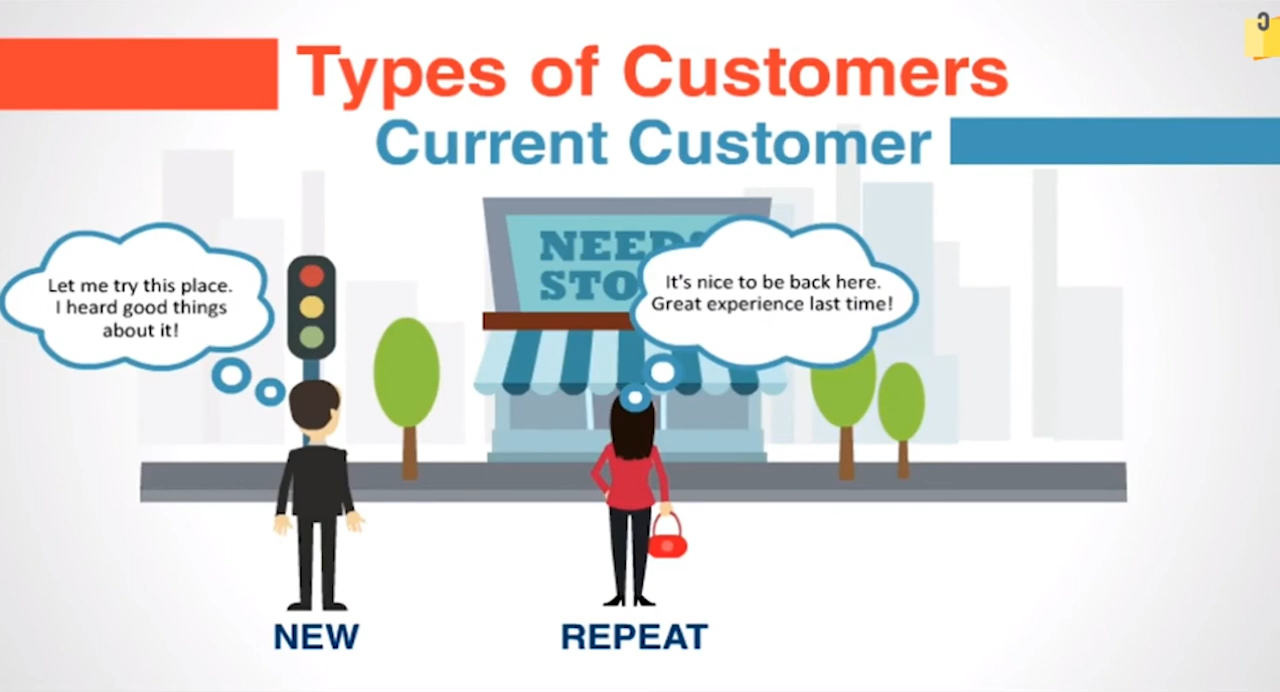 Types of Customers
Current Customer
Let me try this place.
I heard good things
about it!
It's nice to be back here.
Great experience last time!
NEW
REPEAT